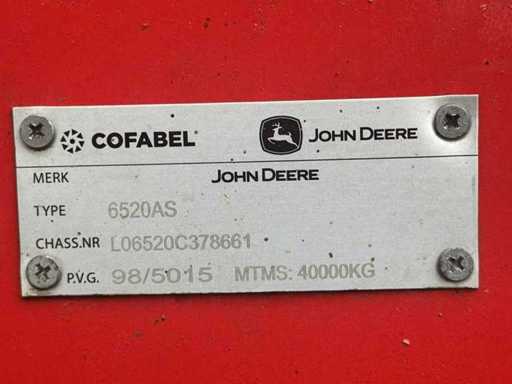 COFABEL JOHN DEERE
MERK JOHN DEERE
TYPE 6520AS
CHASS.NR L06520C378661
P.V.G. 98/5015 MTMS: 40000KG